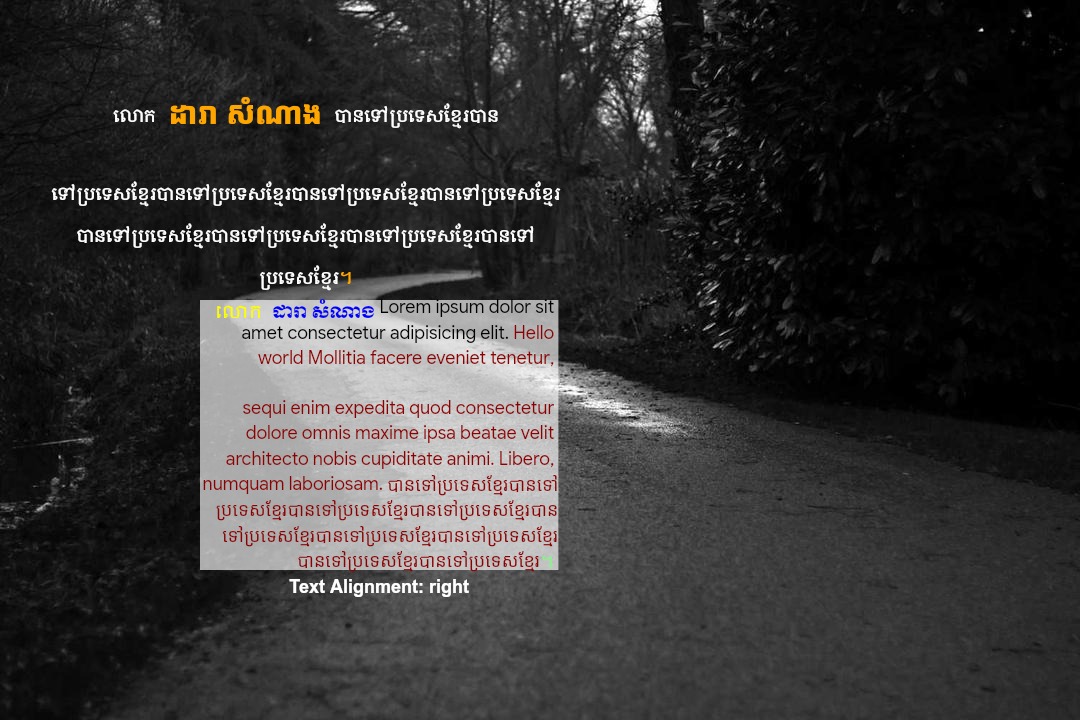 លោក ដារា សំណាង បានទៅប្រទេសខ្មែរបាន
ទៅប្រទេសខ្មែរបានទៅប្រទេសខ្មែរបានទៅប្រទេសខ្មែរបានទៅប្រទេសខ្មែរ
បានទៅប្រទេសខ្មែរបានទៅប្រទេសខ្មែរបានទៅប្រទេសខ្មែរបានទៅ
ប្រទេសខ្មែរ។
លោក ដារា សំណាង Lorem ipsum dolor sit
amet consectetur adipisicing elit. Hello
world Mollitia facere eveniet tenetur,
sequi enim expedita quod consectetur
dolore omnis maxime ipsa beatae velit
architecto nobis cupiditate animi. Libero,
numquam laboriosam. បានទៅប្រទេសខ្មែរបានទៅ
ប្រទេសខ្មែរបានទៅប្រទេសខ្មែរបានទៅប្រទេសខ្មែរបាន
ទៅប្រទេសខ្មែរបានទៅប្រទេសខ្មែរបានទៅប្រទេសខ្មែរ
បានទៅប្រទេសខ្មែរបានទៅប្រទេសខ្មែរ។
Text Alignment: right